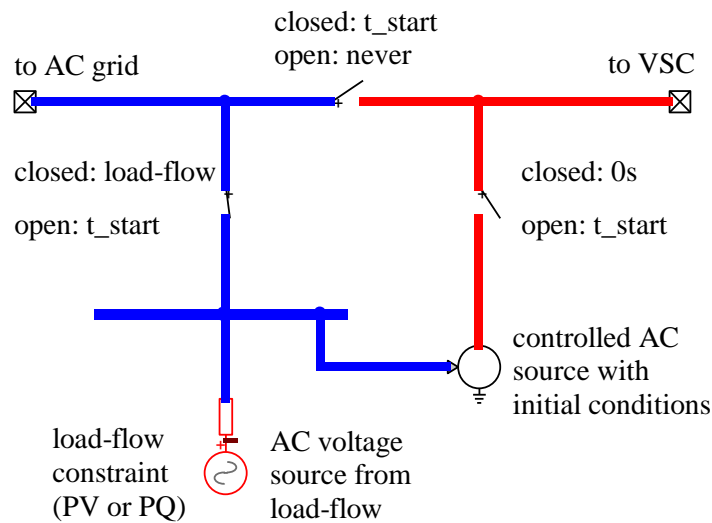 closed: t_start
open: never
to AC grid
to VSC
closed: load-flow
open: t_start
closed: 0s
open: t_start
controlled AC
source with
initial conditions
load-flow
constraint
(PV or PQ)
AC voltage
source from
load-flow